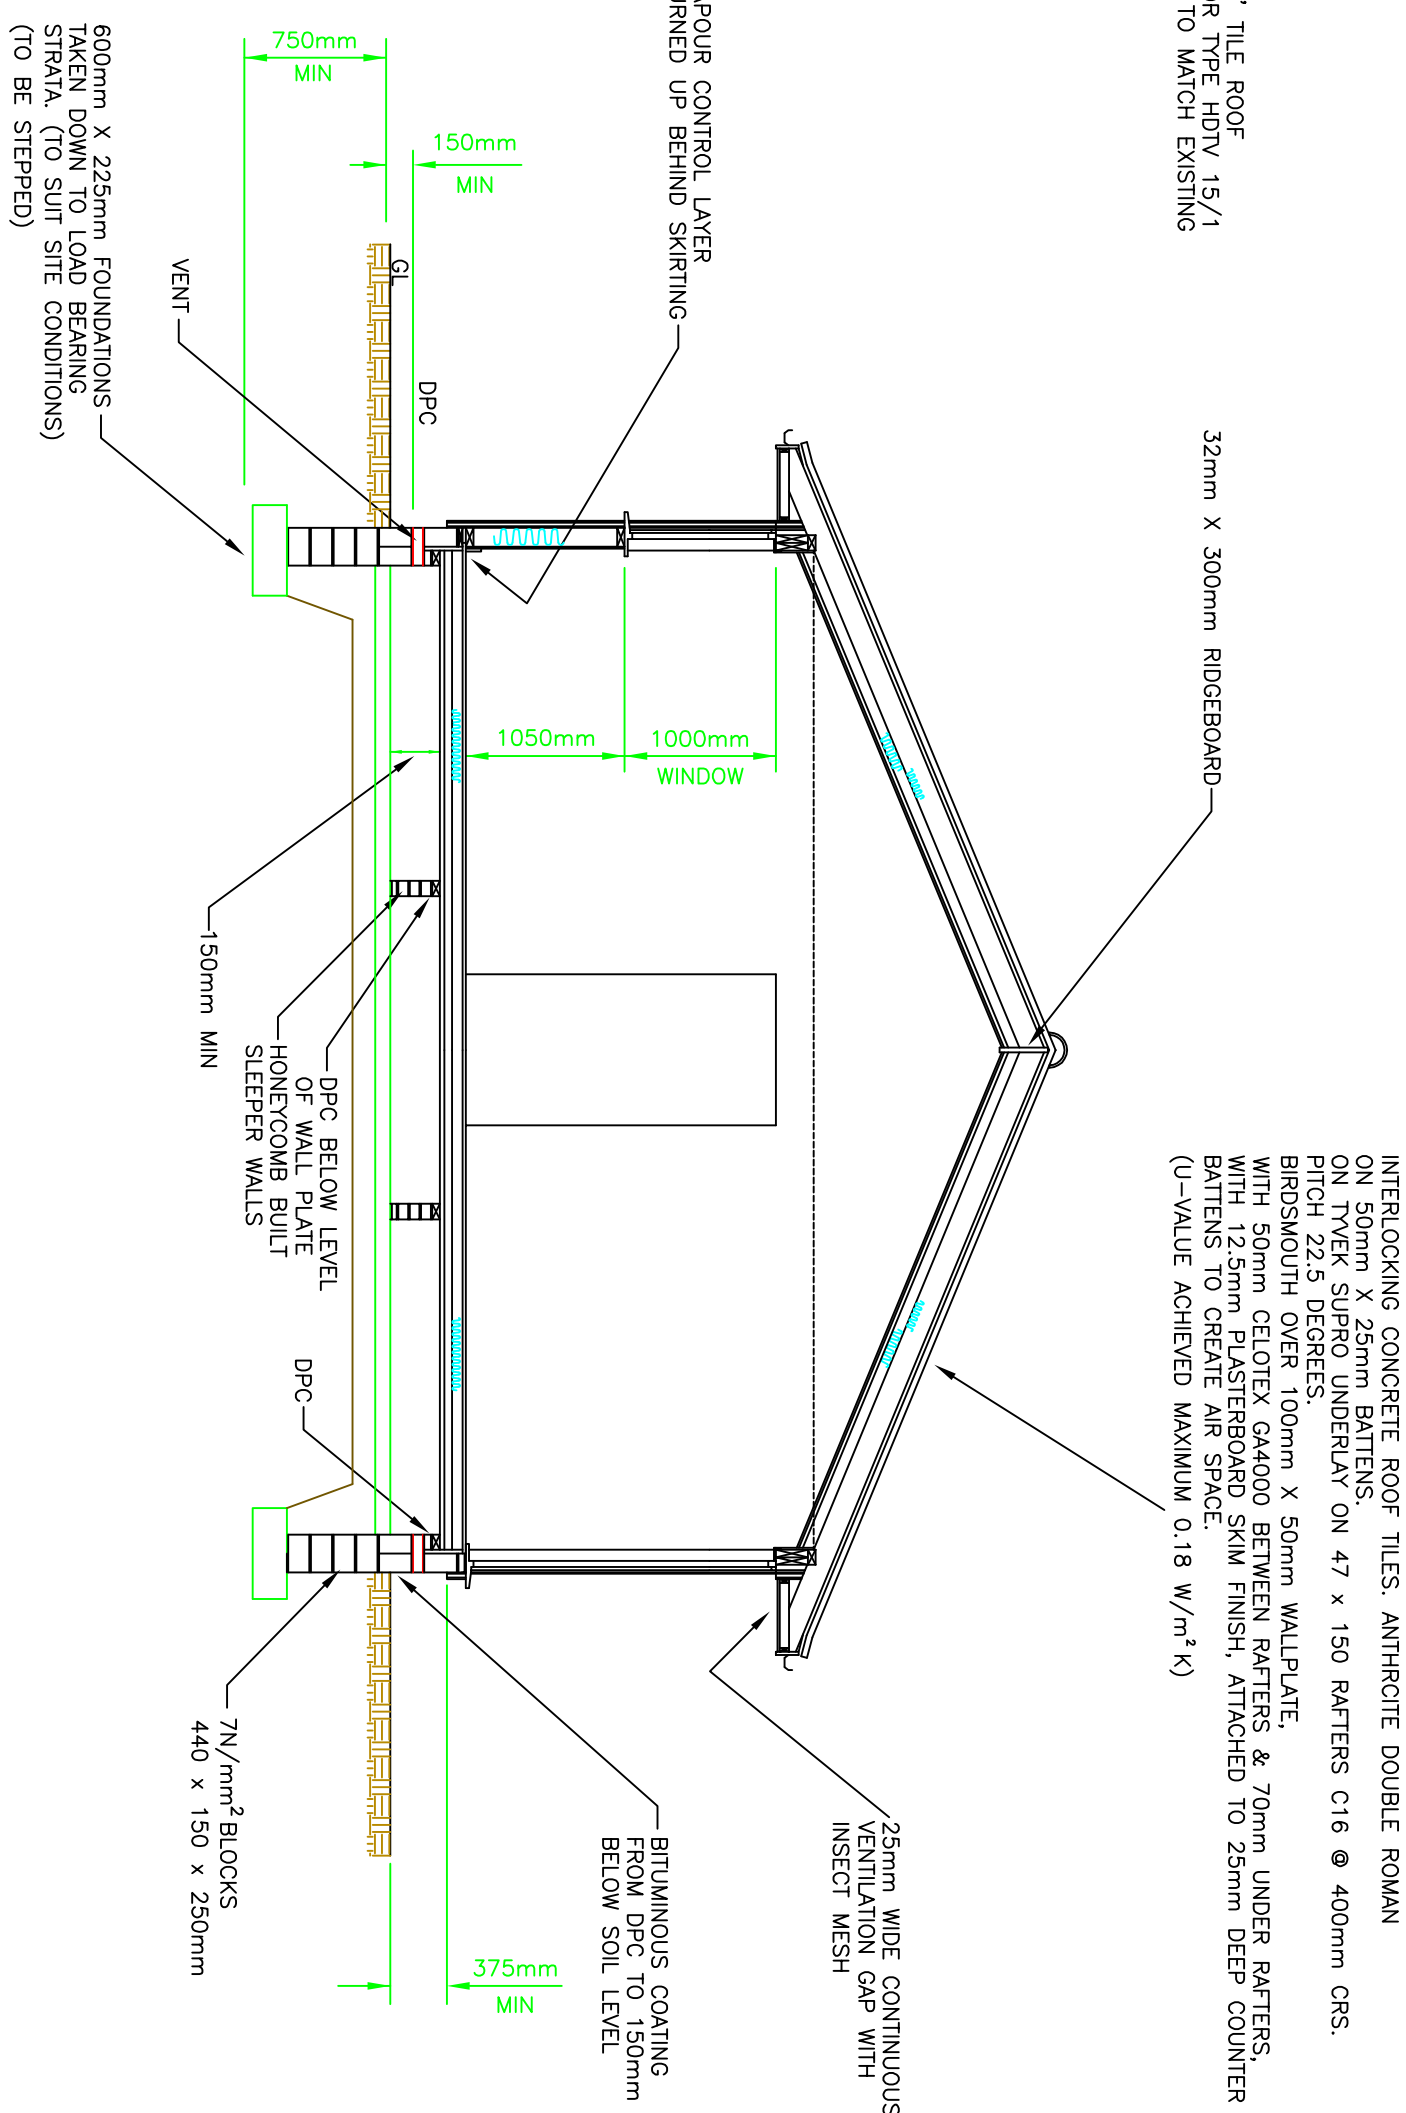 ' TILE ROOF
OR TYPE HDTV 15/1
TO MATCH EXISTING
32mm X 300mm RIDGEBOARD
INTERLOCKING CONCRETE ROOF TILES. ANTHRCITE DOUBLE ROMAN
ON 50mm X 25mm BATTENS.
ON TYVEK SUPRO UNDERLAY ON 47 x 150 RAFTERS C16 @ 400mm CRS.
PITCH 22.5 DEGREES.
BIRDSMOUTH OVER 100mm X 50mm WALLPLATE,
WITH 50mm CELOTEX GA4000 BETWEEN RAFTERS & 70mm UNDER RAFTERS,
WITH 12.5mm PLASTERBOARD SKIM FINISH, ATTACHED TO 25mm DEEP COUNTER
BATTENS TO CREATE AIR SPACE.
(U-VALUE ACHIEVED MAXIMUM 0.18 W/m² K)
25mm WIDE CONTINUOUS
VENTILATION GAP WITH
INSECT MESH
APOUR CONTROL LAYER
URNED UP BEHIND SKIRTING
1000mm
WINDOW
1050mm
BITUMINOUS COATING
FROM DPC TO 150mm
BELOW SOIL LEVEL
375mm
MIN
150mm
MIN
DPC
GL
750mm
MIN
DPC BELOW LEVEL
OF WALL PLATE
HONEYCOMB BUILT
SLEEPER WALLS
DPC
150mm MIN
7N/mm² BLOCKS
440 x 150 x 250mm
VENT
600mm X 225mm FOUNDATIONS
TAKEN DOWN TO LOAD BEARING
STRATA. (TO SUIT SITE CONDITIONS)
(TO BE STEPPED)